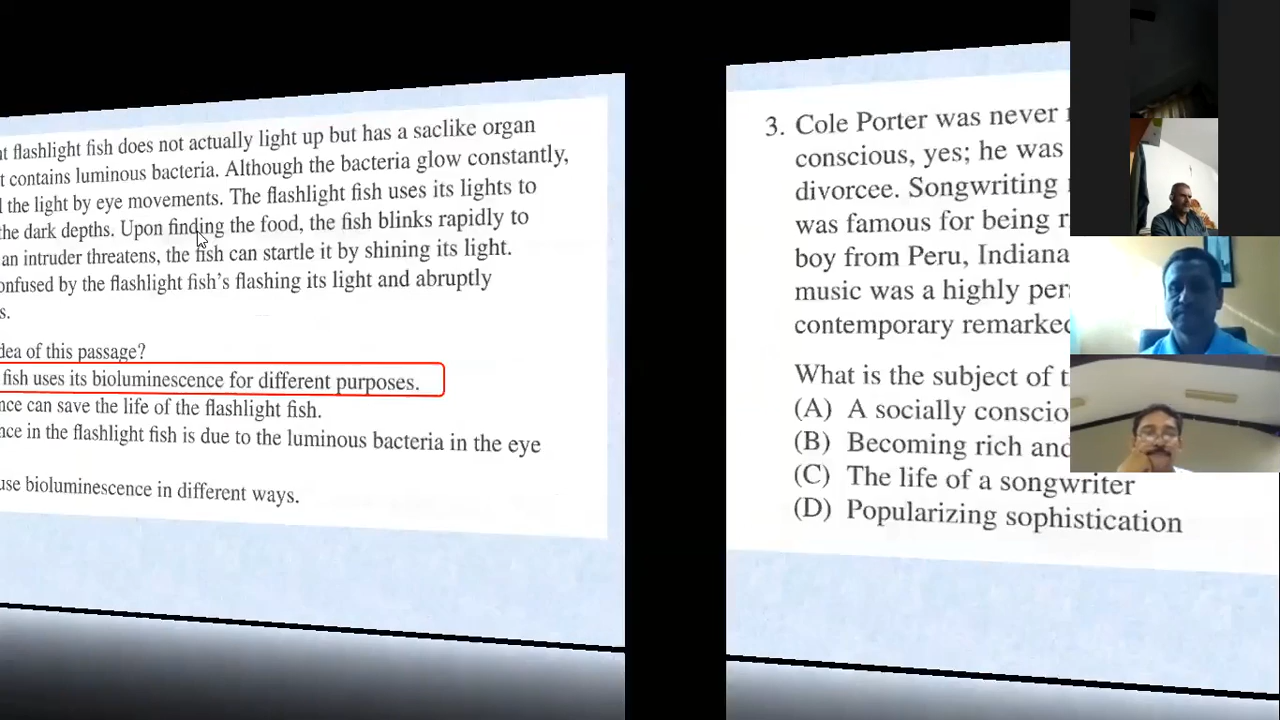 t flashlight fish does not actually light up but has a saclike organ
t contains luminous bacteria. Although the bacteria glow constantly,
l the light by eye movements. The flashlight fish uses its lights to
the dark depths. Upon finding the food, the fish blinks rapidly to
an intruder threatens, the fish can startle it by shining its light.
onfused by the flashlight fish's flashing its light and abruptly
s.
dea of this passage?
fish uses its bioluminescence for different purposes.
nce can save the life of the flashlight fish.
nce in the flashlight fish is due to the luminous bacteria in the eye
use bioluminescence in different ways.
3. Cole Porter was never
conscious, yes; he was
divorcee. Songwriting
was famous for being r
boy from Peru, Indiana
music was a highly per
contemporary remarked
What is the subject of t
(A) A socially conscio
(B) Becoming rich and
(C) The life of a songwriter
(D) Popularizing sophistication